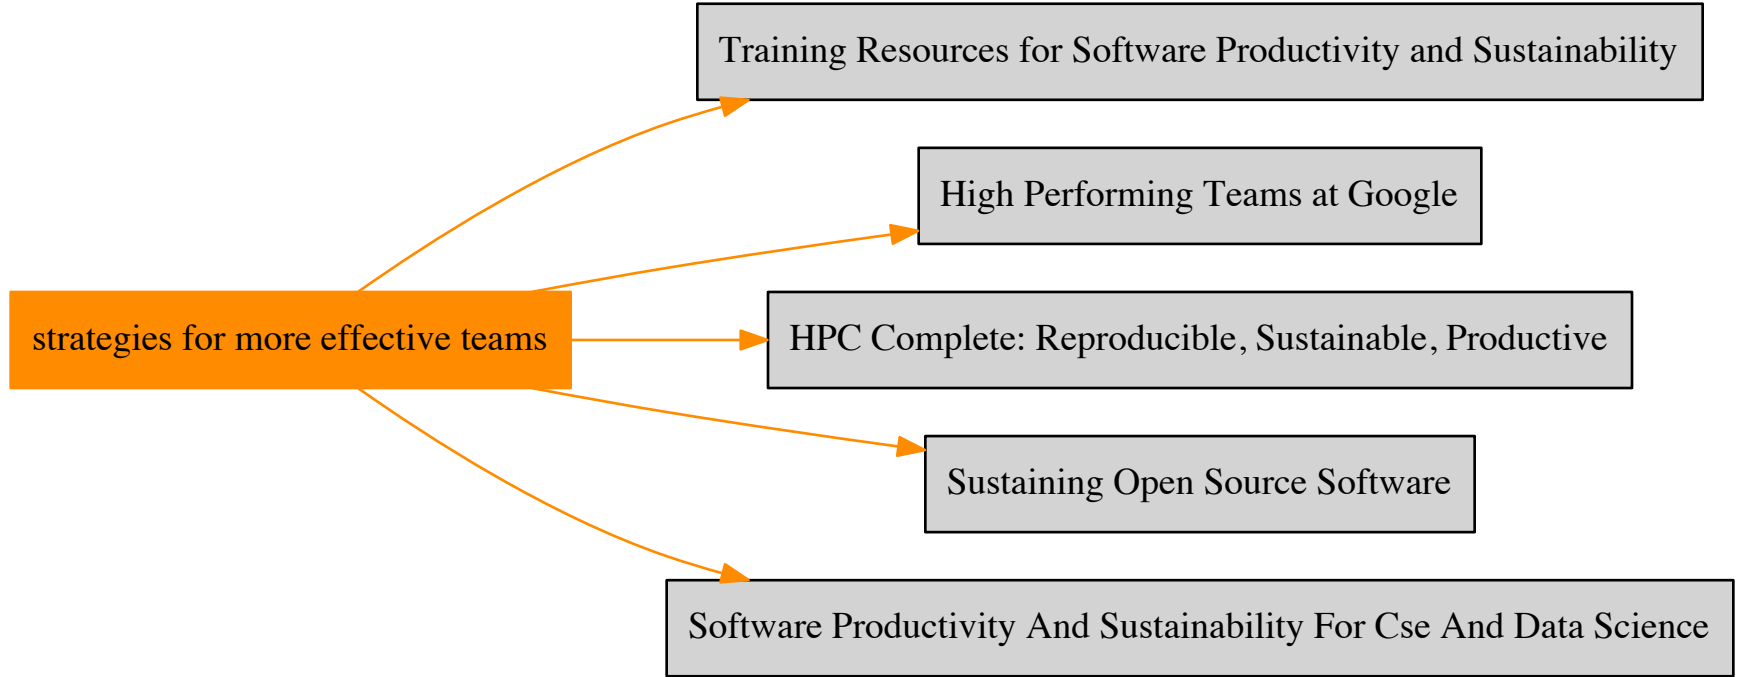 Training Resources for Software Productivity and Sustainability
High Performing Teams at Google
strategies for more effective teams
HPC Complete: Reproducible, Sustainable, Productive
Sustaining Open Source Software
Software Productivity And Sustainability For Cse And Data Science